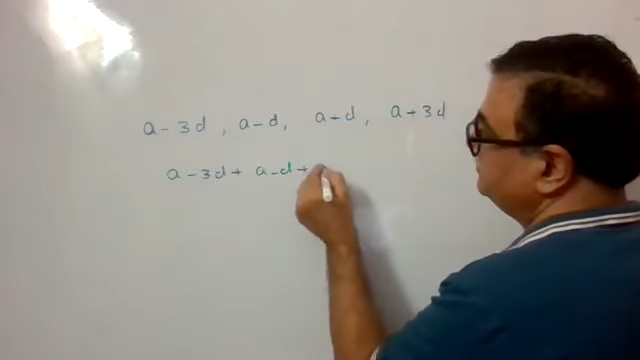 a - 3d , a - d , a + d , a + 3d
a - 3d + a - d +